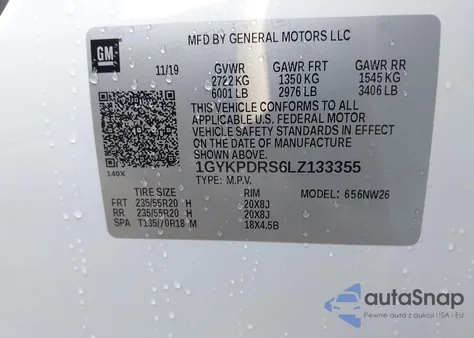 MFD BY GENERAL MOTORS LLC
GM
11/19 GVWR GAWR FRT GAWR RR
2722 KG 1350 KG 1545 KG
6001 LB 2976 LB 3406 LB
THIS VEHICLE CONFORMS TO ALL
APPLICABLE U.S. FEDERAL MOTOR
VEHICLE SAFETY STANDARDS IN EFFECT
ON THE DATE OF MANUFACTURE
SHOWN ABOVE.
1GYKPDRS6LZ133355
140X TYPE: M.P.V.
TIRE SIZE RIM MODEL: 656NW26
FRT 235/55R20 H 20X8J
RR 235/55R20 H 20X8J
SPA T135/70R18 M 18X4.5B
autoSnap
Pewne auta z aukcji USA i EU